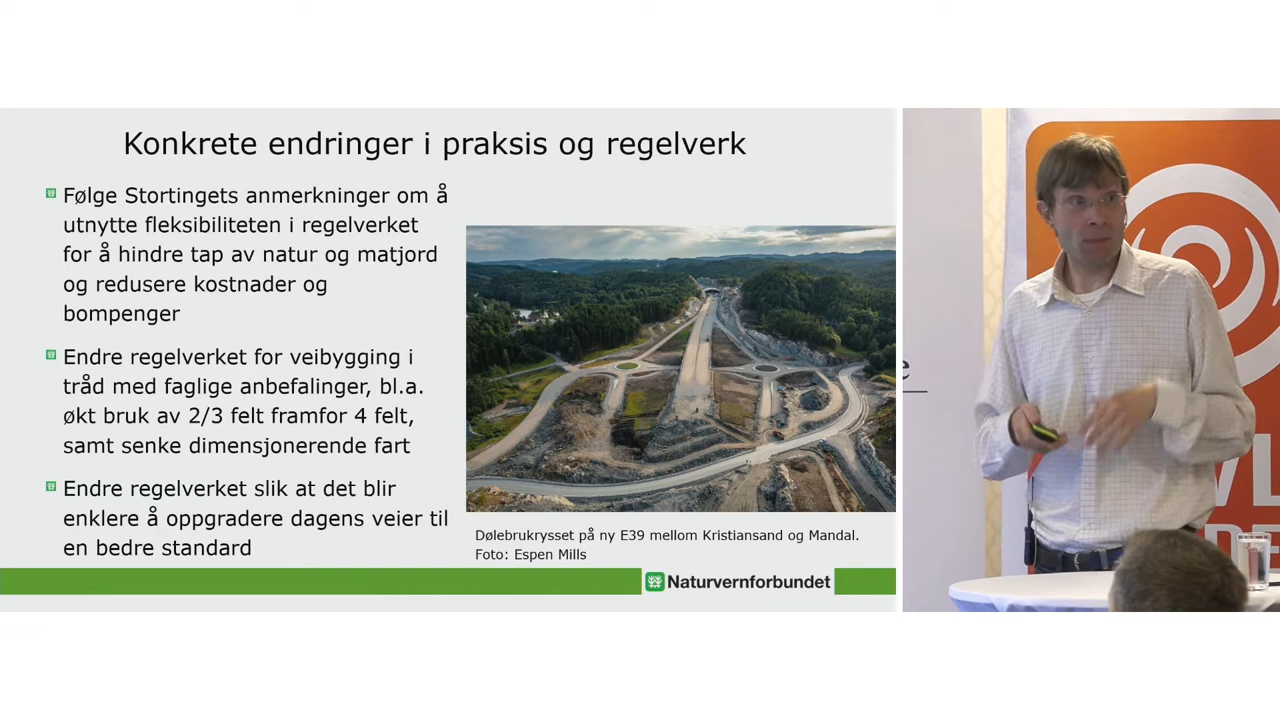 Konkrete endringer i praksis og regelverk
Følge Stortingets anmerkninger om å
utnytte fleksibiliteten i regelverket
for å hindre tap av natur og matjord
og redusere kostnader og
bompenger
Endre regelverket for veibygging i
tråd med faglige anbefalinger, bl.a.
økt bruk av 2/3 felt framfor 4 felt,
samt senke dimensjonerende fart
Endre regelverket slik at det blir
enklere å oppgradere dagens veier til
en bedre standard
Dølebrukrysset på ny E39 mellom Kristiansand og Mandal.
Foto: Espen Mills
Naturvernforbundet